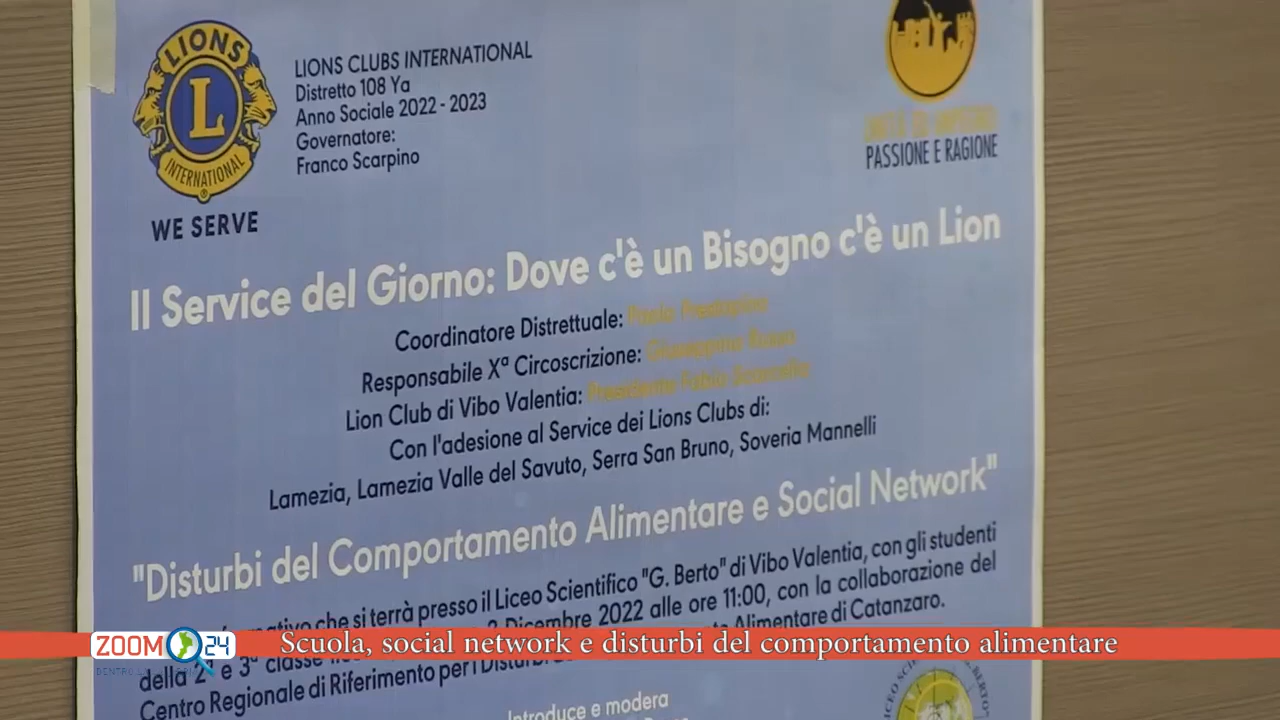 LIONS
L
INTERNATIONAL
WE SERVE
LIONS CLUBS INTERNATIONAL
Distretto 108 Ya
Anno Sociale 2022 - 2023
Governatore:
Franco Scarpino
PASSIONE E RAGIONE
Il Service del Giorno: Dove c'è un Bisogno c'è un Lion
Coordinatore Distrettuale:
Responsabile Xª Circoscrizione: Giuseppina Russo
Lion Club di Vibo Valentia: Presidente Fabio
Con l'adesione al Service dei Lions Clubs di:
Lamezia, Lamezia Valle del Savuto, Serra San Bruno, Soveria Mannelli
"Disturbi del Comportamento Alimentare e Social Network"
che si terrà presso il Liceo Scientifico "G. Berto" di Vibo Valentia, con gli studenti
della 2ª e 3ª classe Dicembre 2022 alle ore 11:00, con la collaborazione del
Centro Regionale di Riferimento per i Alimentare di Catanzaro.
Introduce e modera
ZOOM 24
Scuola, social network e disturbi del comportamento alimentare